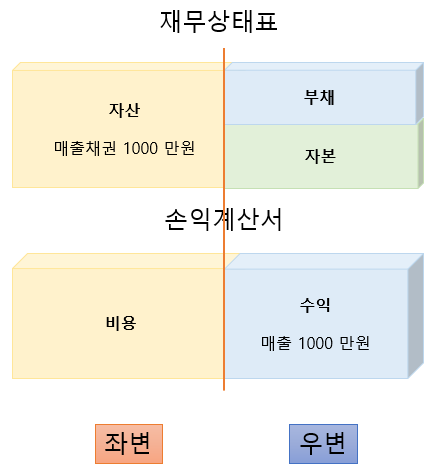 재무상태표
자산
매출채권 1000 만원
부채
자본
손익계산서
비용
수익
매출 1000 만원
좌변
우변